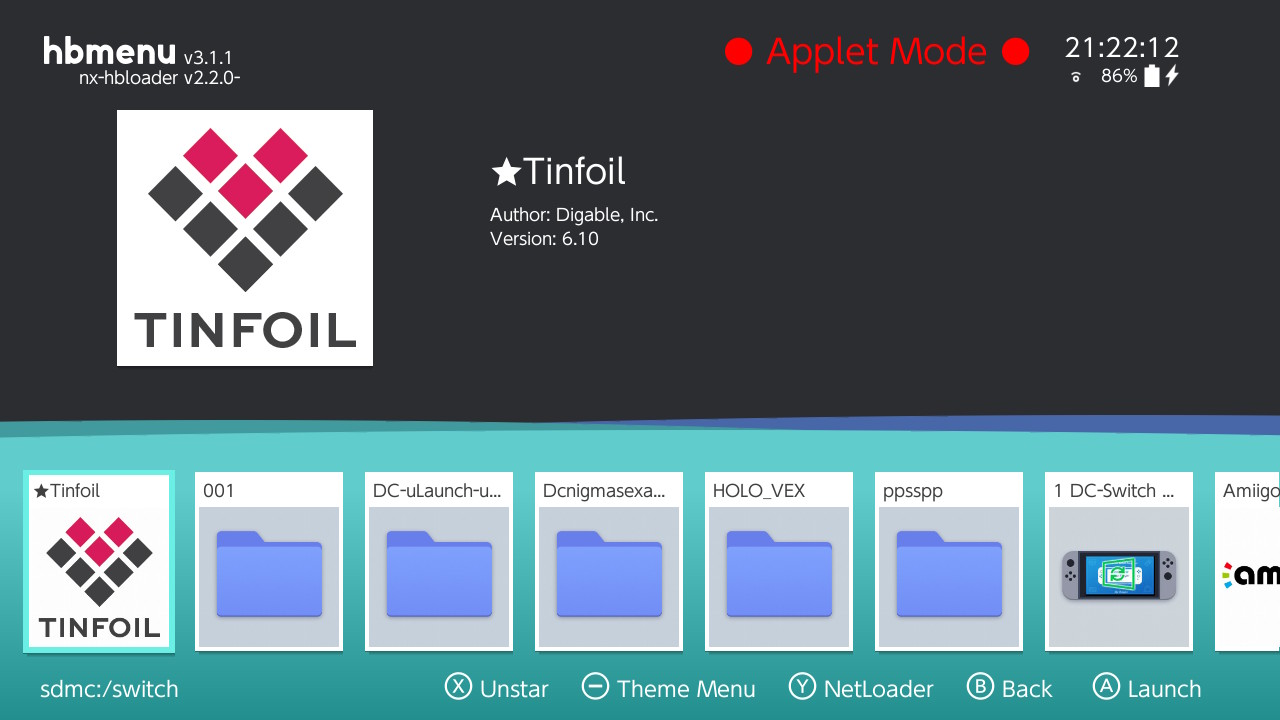 hbmenu v3.1.1
nx-hbloader v2.2.0-
Applet Mode
21:22:12
86%
TINFOIL
★Tinfoil
Author: Digable, Inc.
Version: 6.10
★Tinfoil
001
DC-uLaunch-u...
Dcnigmasexa...
HOLO_VEX
ppsspp
1 DC-Switch ...
Amiigo
TINFOIL
am
sdmc:/switch
X Unstar
Theme Menu
Y NetLoader
B Back
A Launch